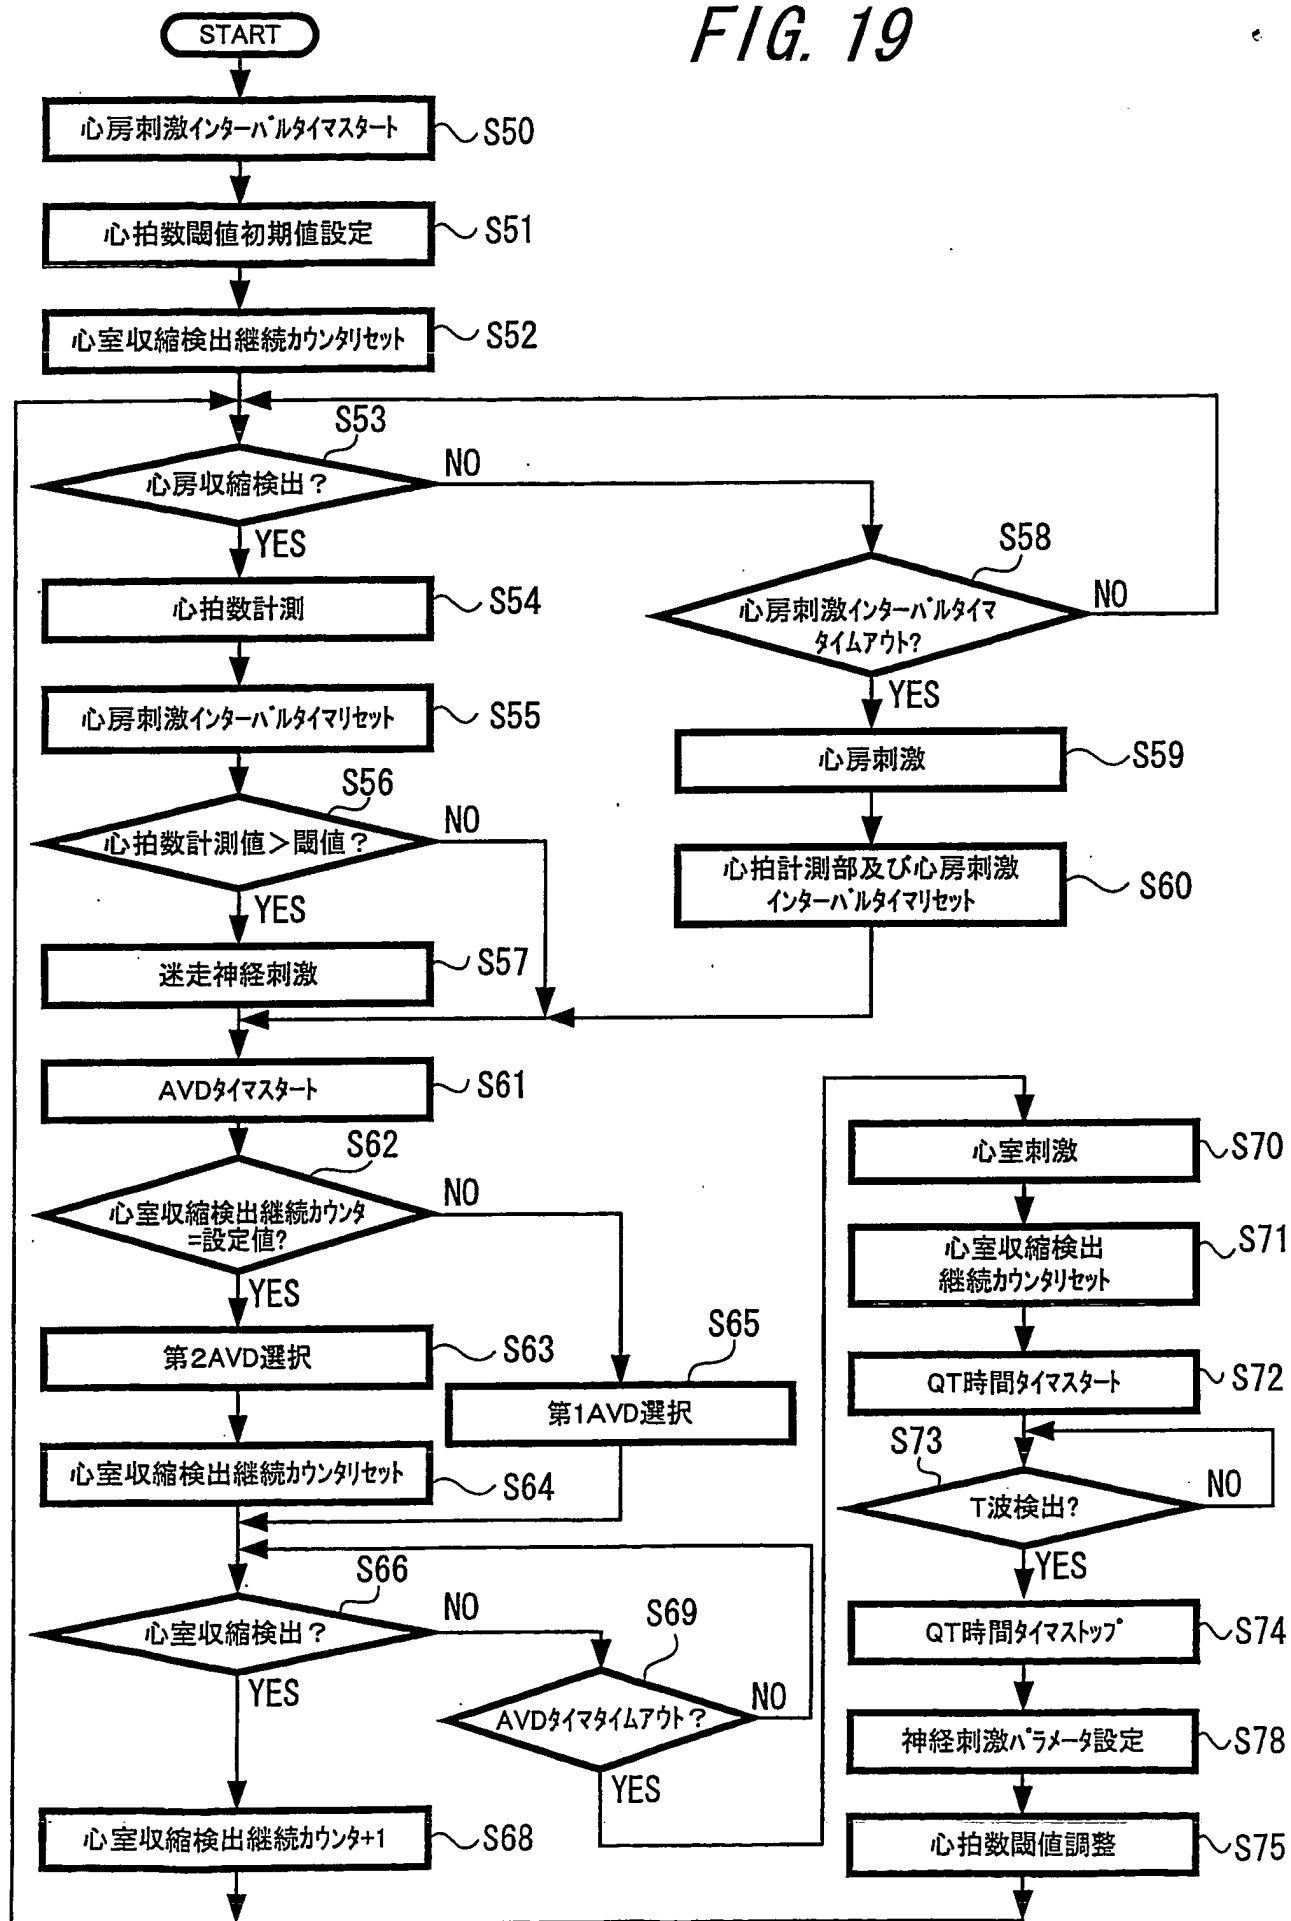 FIG. 19
START
心房刺激インターバルタイマスタート
S50
心拍数閾値初期値設定
S51
心室収縮検出継続カウンタリセット
S52
S53
心房収縮検出？
NO
YES
心拍数計測
S54
心房刺激インターバルタイマリセット
S55
S56
心拍数計測値＞閾値？
NO
YES
迷走神経刺激
S57
S58
心房刺激インターバルタイマ
タイムアウト?
NO
YES
心房刺激
S59
心拍計測部及び心房刺激
インターバルタイマリセット
S60
AVDタイマスタート
S61
S62
心室収縮検出継続カウンタ
=設定値?
NO
YES
第2AVD選択
S63
心室収縮検出継続カウンタリセット
S64
S65
第1AVD選択
S66
心室収縮検出？
NO
YES
S69
AVDタイマタイムアウト？
NO
YES
心室収縮検出継続カウンタ+1
S68
心室刺激
S70
心室収縮検出
継続カウンタリセット
S71
QT時間タイマスタート
S72
S73
T波検出?
NO
YES
QT時間タイマストップ
S74
神経刺激パラメータ設定
S78
心拍数閾値調整
S75